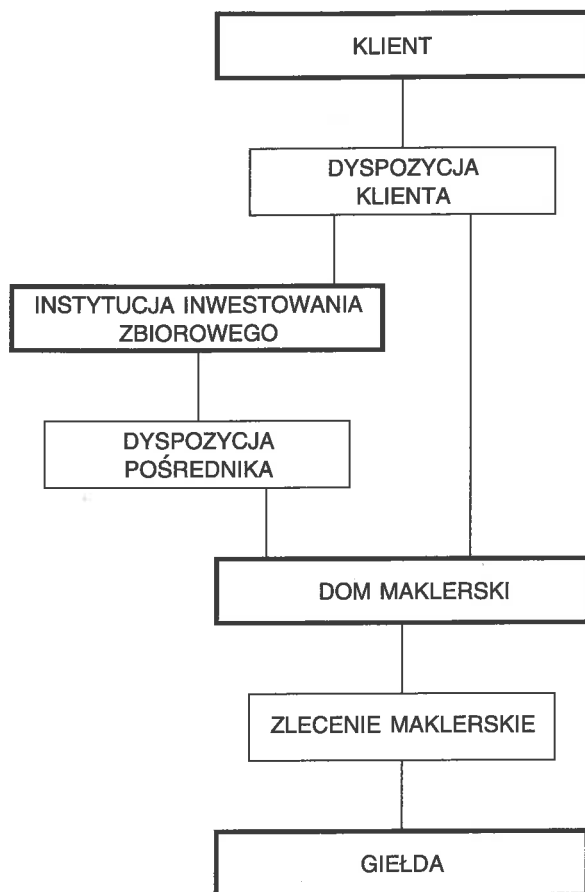 KLIENT
DYSPOZYCJA
KLIENTA
INSTYTUCJA INWESTOWANIA
ZBIOROWEGO
DYSPOZYCJA
POŚREDNIKA
DOM MAKLERSKI
ZLECENIE MAKLERSKIE
GIEŁDA